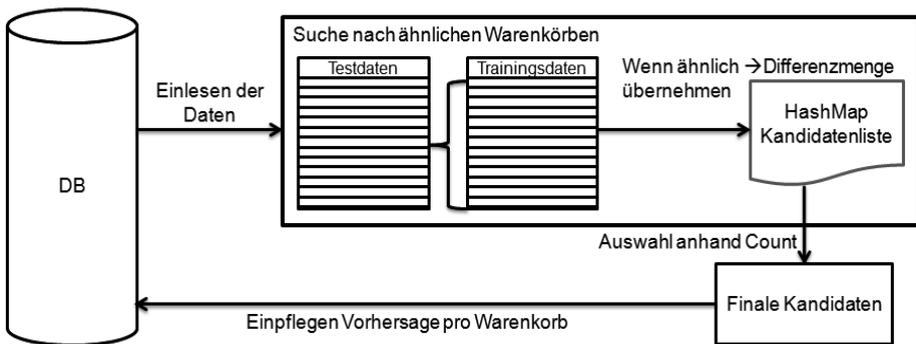 Suche nach ähnlichen Warenkörben
Testdaten
Trainingsdaten
Wenn ähnlich → Differenzmenge
übernehmen
Einlesen der
Daten
HashMap
Kandidatenliste
DB
Auswahl anhand Count
Finale Kandidaten
Einpflegen Vorhersage pro Warenkorb